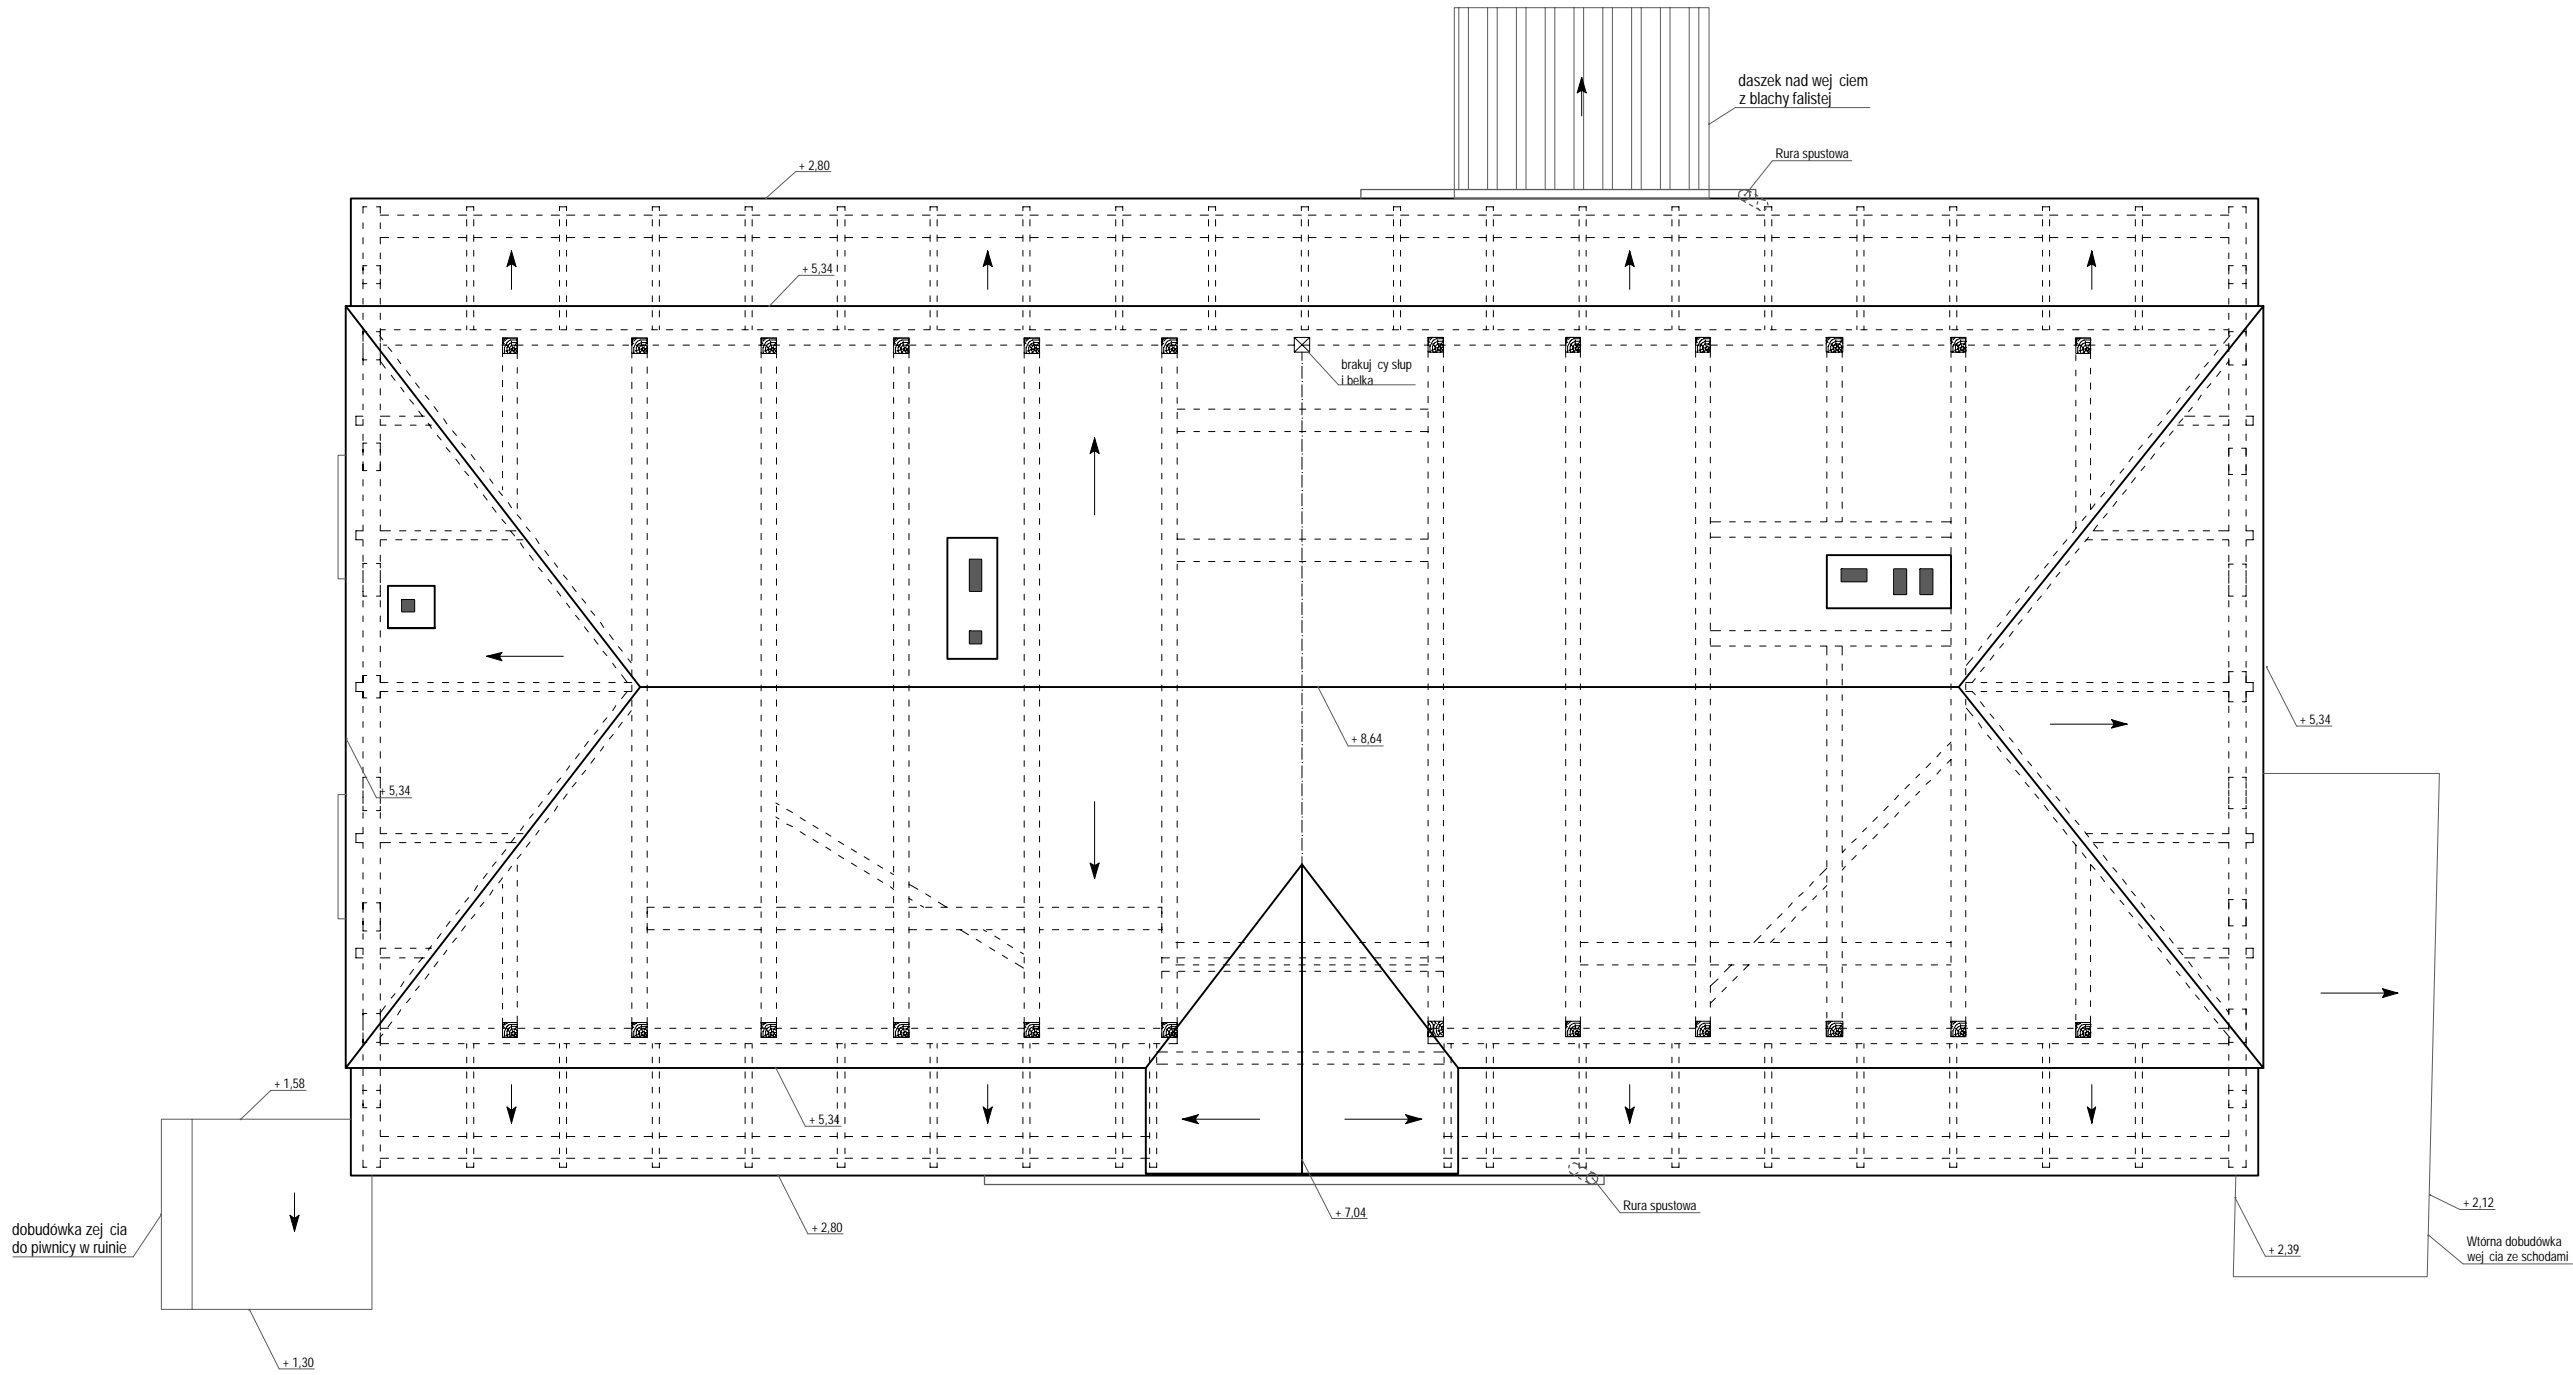 daszek nad wej ciem
z blachy falistej
Rura spustowa
+ 2,80
+ 5,34
brakuj cy słup
i belka
+ 5,34
+ 8,64
+ 5,34
+ 1,58
+ 5,34
+ 2,12
Rura spustowa
+ 7,04
+ 2,80
dobudówka zej cia
do piwnicy w ruinie
+ 2,39
Wtórna dobudówka
wej cia ze schodami
+ 1,30